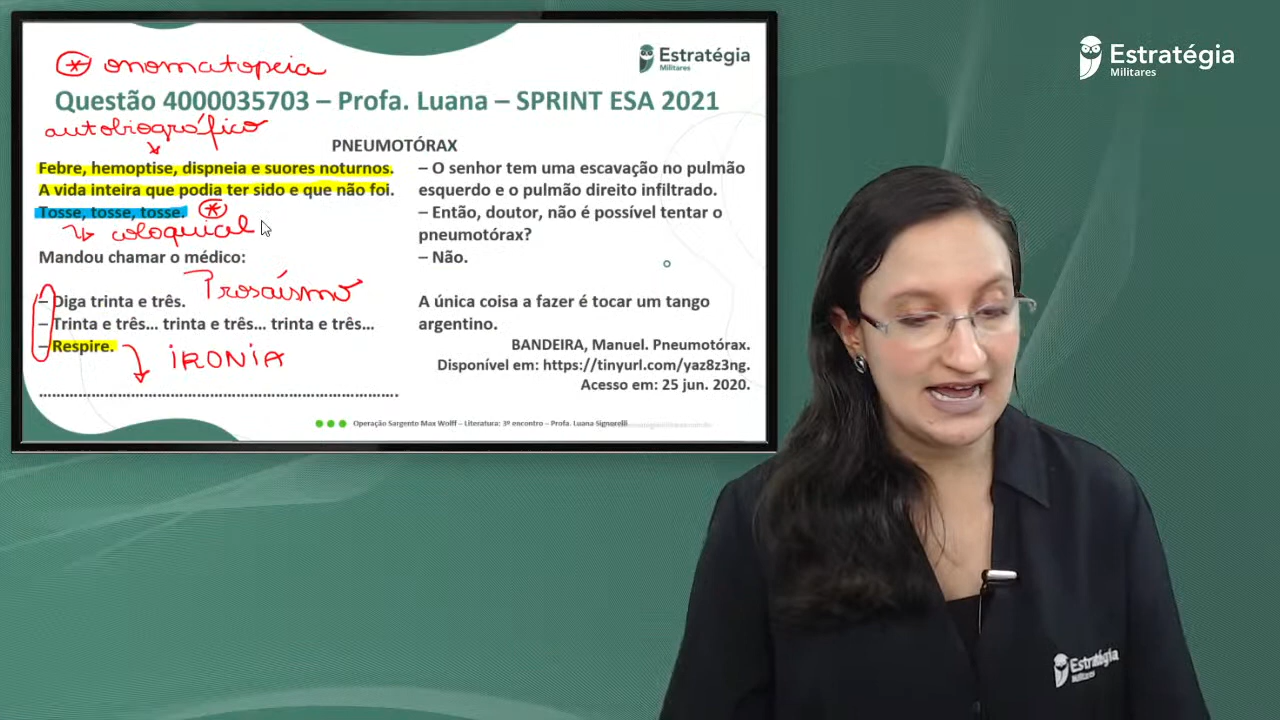 * onomatopeia
Estratégia
Militares
Questão 4000035703 – Profa. Luana – SPRINT ESA 2021
autobiográfico
PNEUMOTÓRAX
Febre, hemoptise, dispneia e suores noturnos.
A vida inteira que podia ter sido e que não foi.
Tosse, tosse, tosse. *
coloquial
Mandou chamar o médico:
Prosaísmo
– Diga trinta e três.
– Trinta e três… trinta e três… trinta e três…
– Respire.
IRONIA
...............................................................................
– O senhor tem uma escavação no pulmão
esquerdo e o pulmão direito infiltrado.
– Então, doutor, não é possível tentar o
pneumotórax?
– Não.
A única coisa a fazer é tocar um tango
argentino.
BANDEIRA, Manuel. Pneumotórax.
Disponível em: https://tinyurl.com/yaz8z3ng.
Acesso em: 25 jun. 2020.
Operação Sargento Max Wolff – Literatura: 3º encontro – Profa. Luana Signorelli
Estratégia
Militares
Estratégia
Militares